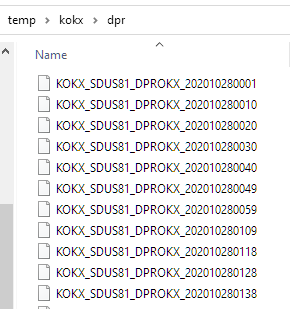 temp > kokx > dpr
Name
KOKX_SDUS81_DPROKX_202010280001
KOKX_SDUS81_DPROKX_202010280010
KOKX_SDUS81_DPROKX_202010280020
KOKX_SDUS81_DPROKX_202010280030
KOKX_SDUS81_DPROKX_202010280040
KOKX_SDUS81_DPROKX_202010280049
KOKX_SDUS81_DPROKX_202010280059
KOKX_SDUS81_DPROKX_202010280109
KOKX_SDUS81_DPROKX_202010280118
KOKX_SDUS81_DPROKX_202010280128
KOKX_SDUS81_DPROKX_202010280138